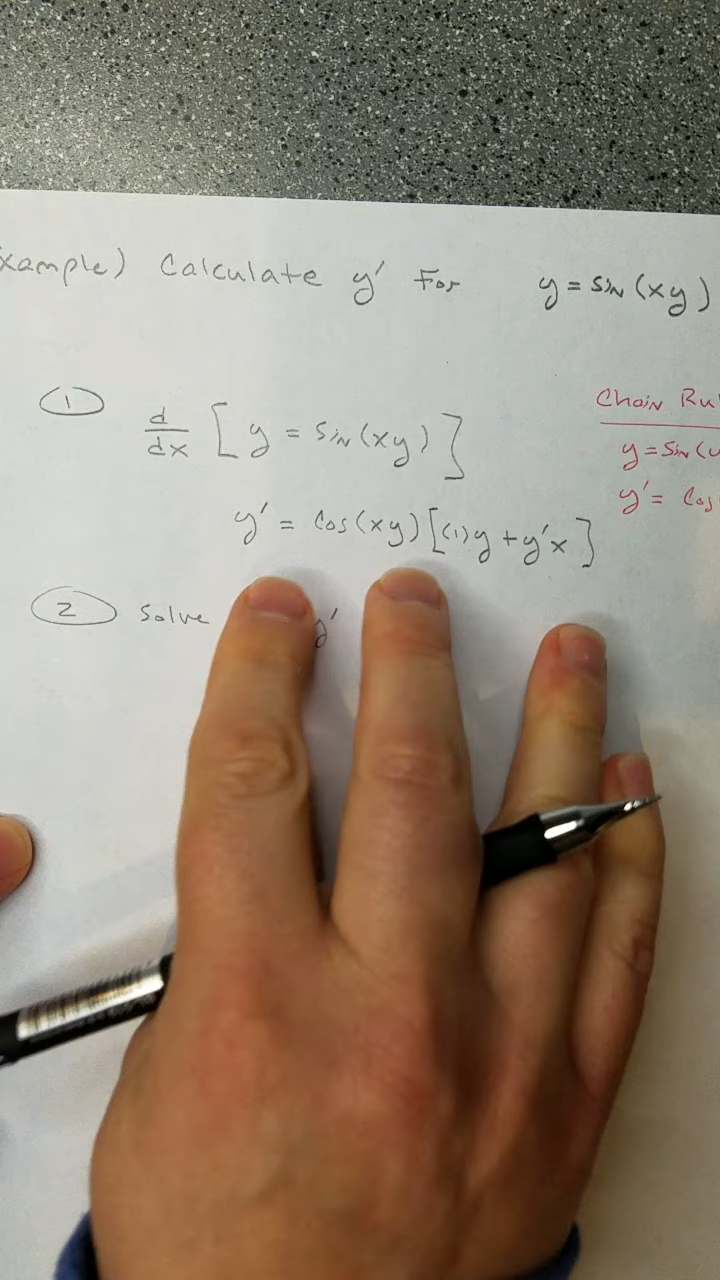 xample) Calculate y' For y = sin(xy)
Chain Ru
① d/dx [y = sin(xy)]
y = sin(u
y' = Cos
y' = Cos(xy)[(1)y + y'x]
② Solve y'